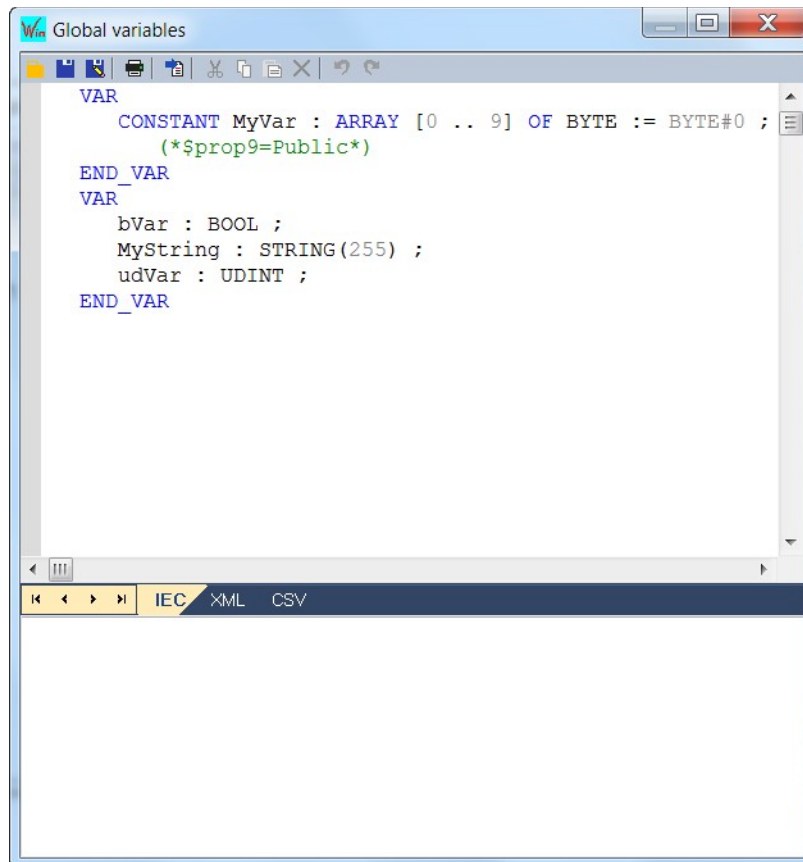 Win Global variables
VAR
CONSTANT MyVar : ARRAY [0 .. 9] OF BYTE := BYTE#0 ;
(*$prop9=Public*)
END_VAR
VAR
bVar : BOOL ;
MyString : STRING(255) ;
udVar : UDINT ;
END_VAR
IEC XML CSV